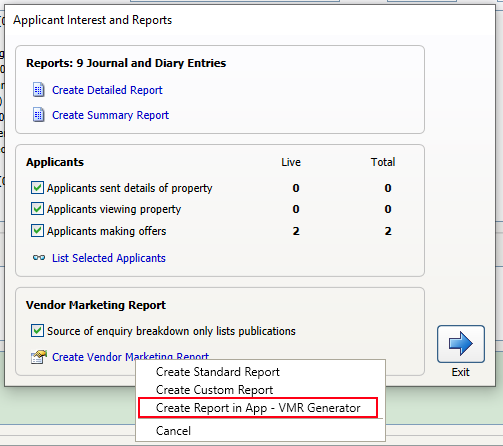 Applicant Interest and Reports
Reports: 9 Journal and Diary Entries
Create Detailed Report
Create Summary Report
Applicants Live Total
Applicants sent details of property 0 0
Applicants viewing property 0 0
Applicants making offers 2 2
List Selected Applicants
Vendor Marketing Report
Source of enquiry breakdown only lists publications
Create Vendor Marketing Report
Exit
Create Standard Report
Create Custom Report
Create Report in App - VMR Generator
Cancel